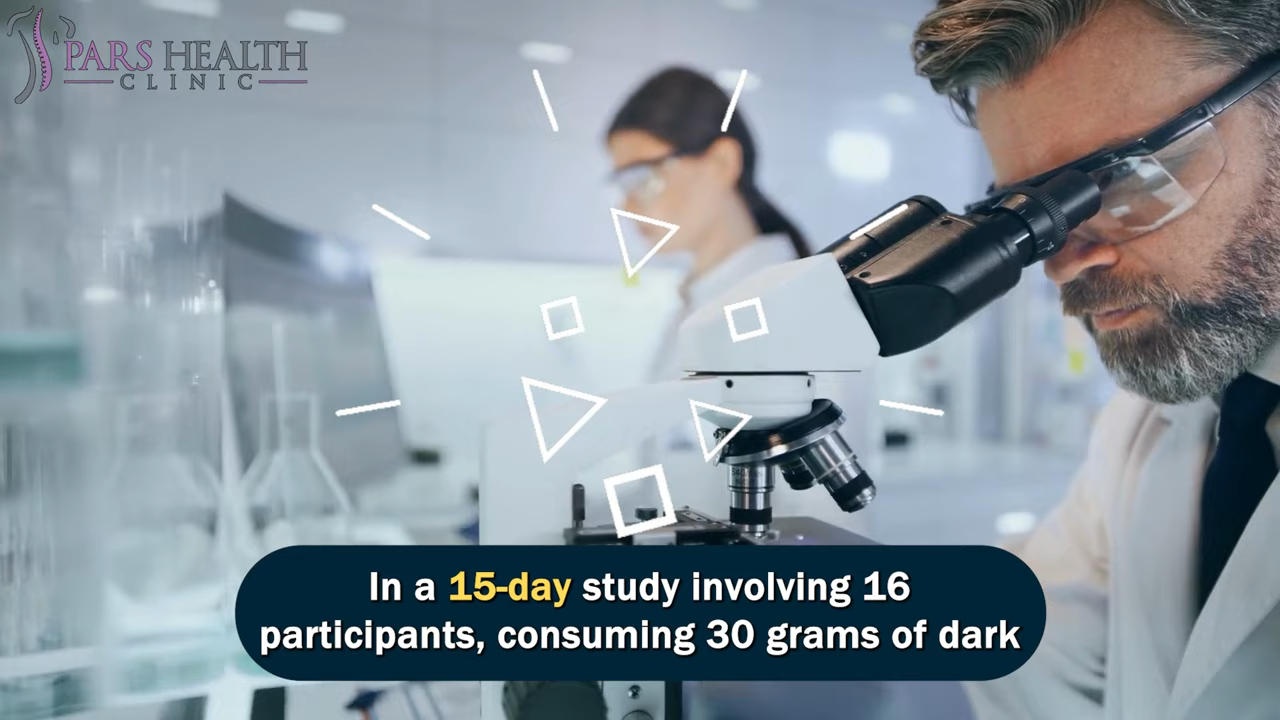 PARS HEALTH
CLINIC
In a 15-day study involving 16
participants, consuming 30 grams of dark